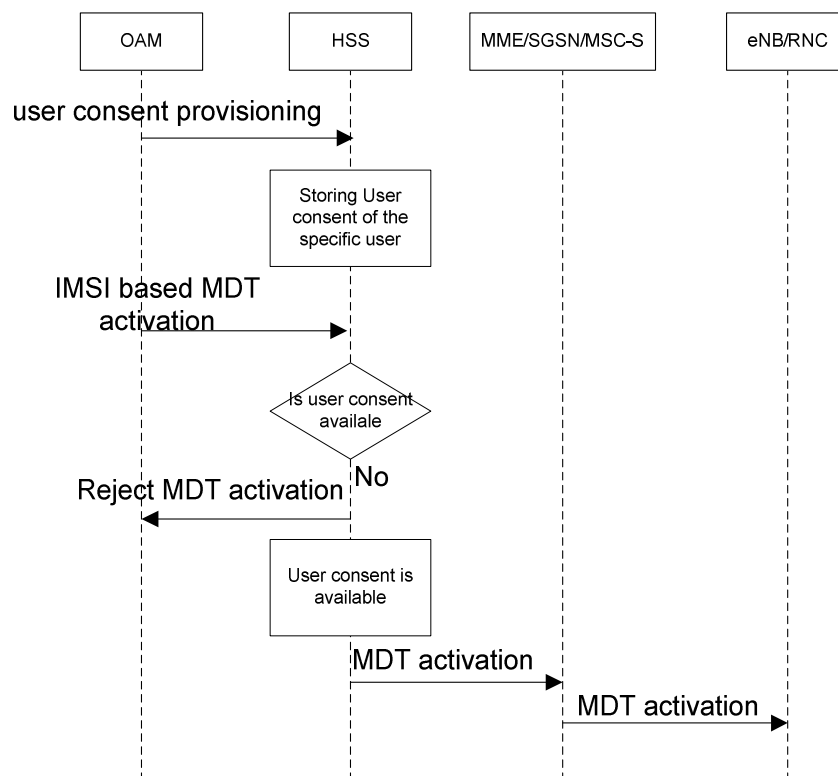 OAM
HSS
MME/SGSN/MSC-S
eNB/RNC
user consent provisioning
Storing User
consent of the
specific user
IMSI based MDT
activation
Is user consent
availale
No
Reject MDT activation
User consent is
available
MDT activation
MDT activation